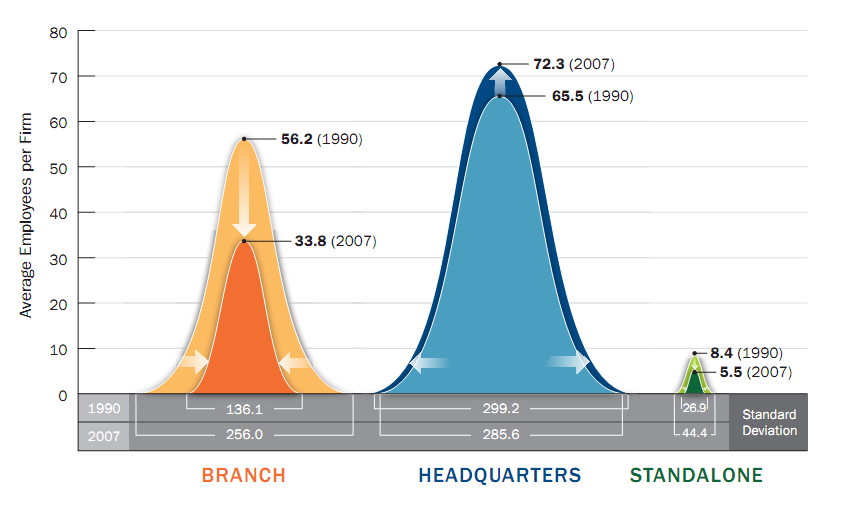 80
70
60
50
40
30
20
10
0
Average Employees per Firm
56.2 (1990)
33.8 (2007)
72.3 (2007)
65.5 (1990)
8.4 (1990)
5.5 (2007)
1990 136.1 299.2 26.9
2007 256.0 285.6 44.4
Standard
Deviation
BRANCH HEADQUARTERS STANDALONE